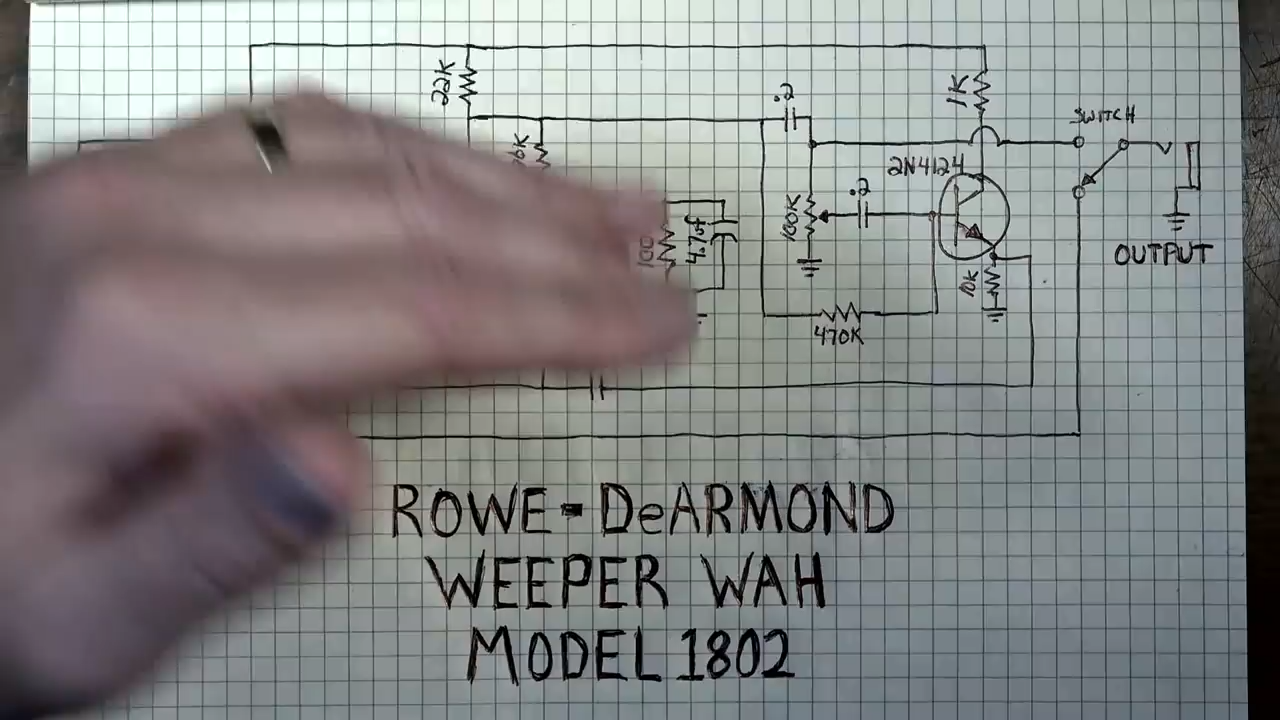 22K
.2
1K
SWITCH
2N4124
.2
100
4.7uf
100K
10K
OUTPUT
470K
ROWE-DeARMOND
WEEPER WAH
MODEL 1802